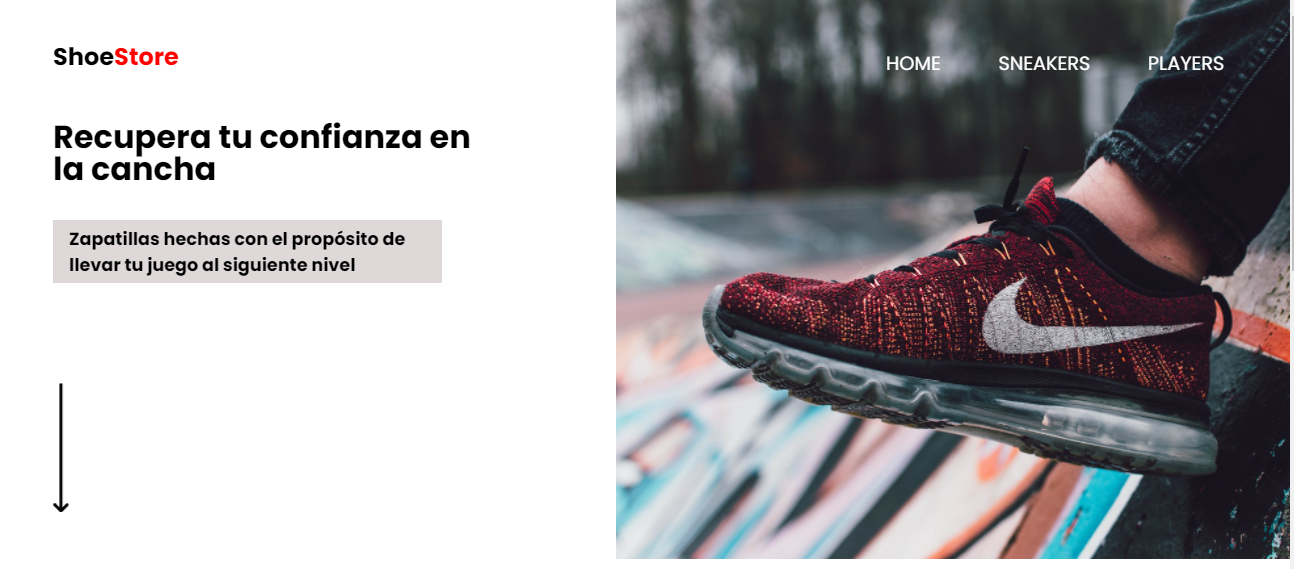 ShoeStore
HOME SNEAKERS PLAYERS
Recupera tu confianza en
la cancha
Zapatillas hechas con el propósito de
llevar tu juego al siguiente nivel